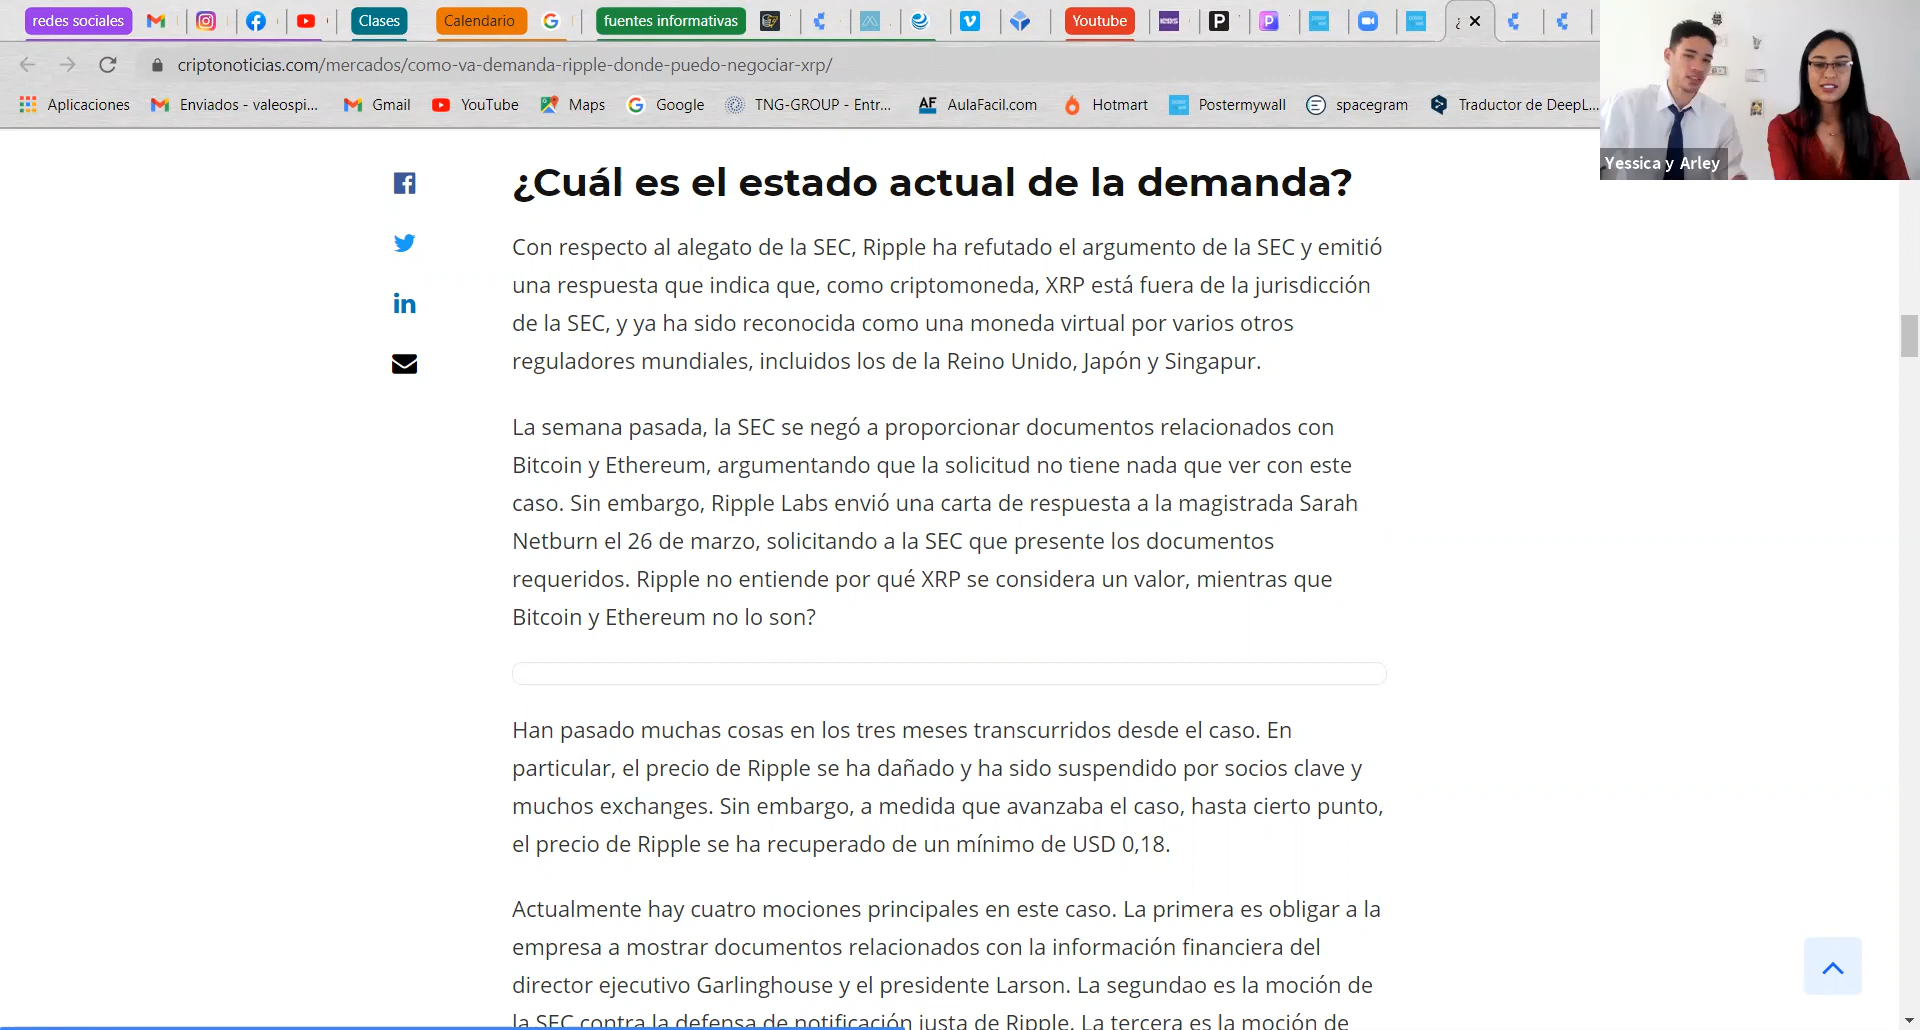 redes sociales
Clases
Calendario
fuentes informativas
Youtube
criptonoticias.com/mercados/como-va-demanda-ripple-donde-puedo-negociar-xrp/
Aplicaciones
Enviados - valeospi...
Gmail
YouTube
Maps
Google
TNG-GROUP - Entr...
AulaFacil.com
Hotmart
Postermywall
spacegram
Traductor de DeepL...
Yessica y Arley
¿Cuál es el estado actual de la demanda?
Con respecto al alegato de la SEC, Ripple ha refutado el argumento de la SEC y emitió
una respuesta que indica que, como criptomoneda, XRP está fuera de la jurisdicción
de la SEC, y ya ha sido reconocida como una moneda virtual por varios otros
reguladores mundiales, incluidos los de la Reino Unido, Japón y Singapur.
La semana pasada, la SEC se negó a proporcionar documentos relacionados con
Bitcoin y Ethereum, argumentando que la solicitud no tiene nada que ver con este
caso. Sin embargo, Ripple Labs envió una carta de respuesta a la magistrada Sarah
Netburn el 26 de marzo, solicitando a la SEC que presente los documentos
requeridos. Ripple no entiende por qué XRP se considera un valor, mientras que
Bitcoin y Ethereum no lo son?
Han pasado muchas cosas en los tres meses transcurridos desde el caso. En
particular, el precio de Ripple se ha dañado y ha sido suspendido por socios clave y
muchos exchanges. Sin embargo, a medida que avanzaba el caso, hasta cierto punto,
el precio de Ripple se ha recuperado de un mínimo de USD 0,18.
Actualmente hay cuatro mociones principales en este caso. La primera es obligar a la
empresa a mostrar documentos relacionados con la información financiera del
director ejecutivo Garlinghouse y el presidente Larson. La segundao es la moción de
la SEC contra la defensa de notificación justa de Ripple. La tercera es la moción de